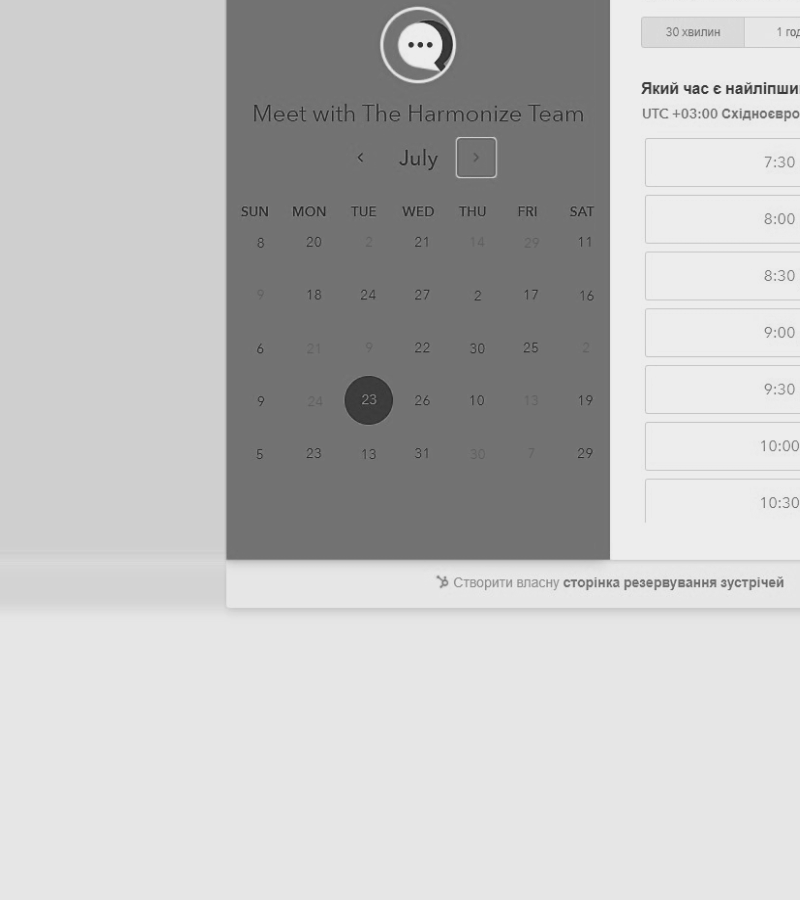 Meet with The Harmonize Team
July
SUN MON TUE WED THU FRI SAT
8 20 2 21 14 29 11
9 18 24 27 2 17 16
6 21 9 22 30 25 2
9 24 23 26 10 13 19
5 23 13 31 30 7 29
30 хвилин 1 год
Який час є найліпши
UTC +03:00 Східноєвро
7:30
8:00
8:30
9:00
9:30
10:00
10:30
Створити власну сторінка резервування зустрічей